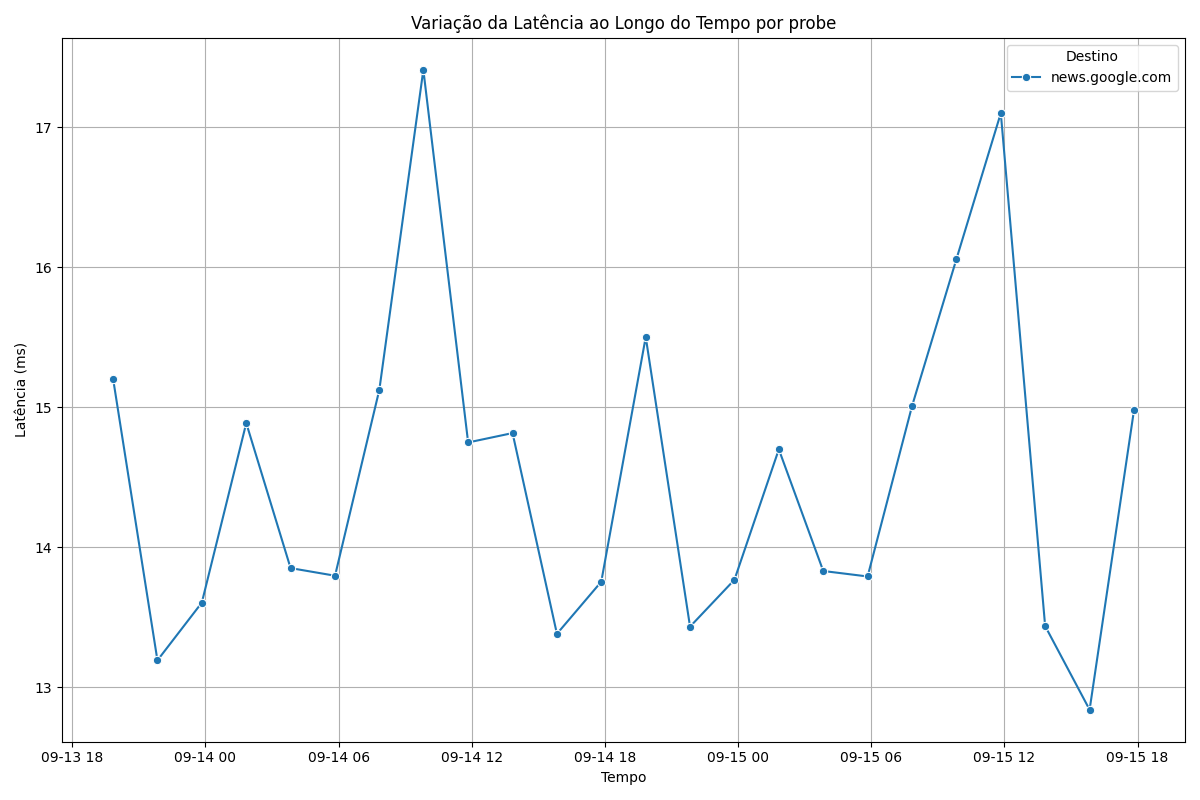 Variação da Latência ao Longo do Tempo por probe
Destino
news.google.com
Latência (ms)
17
16
15
14
13
09-13 18
09-14 00
09-14 06
09-14 12
09-14 18
09-15 00
09-15 06
09-15 12
09-15 18
Tempo